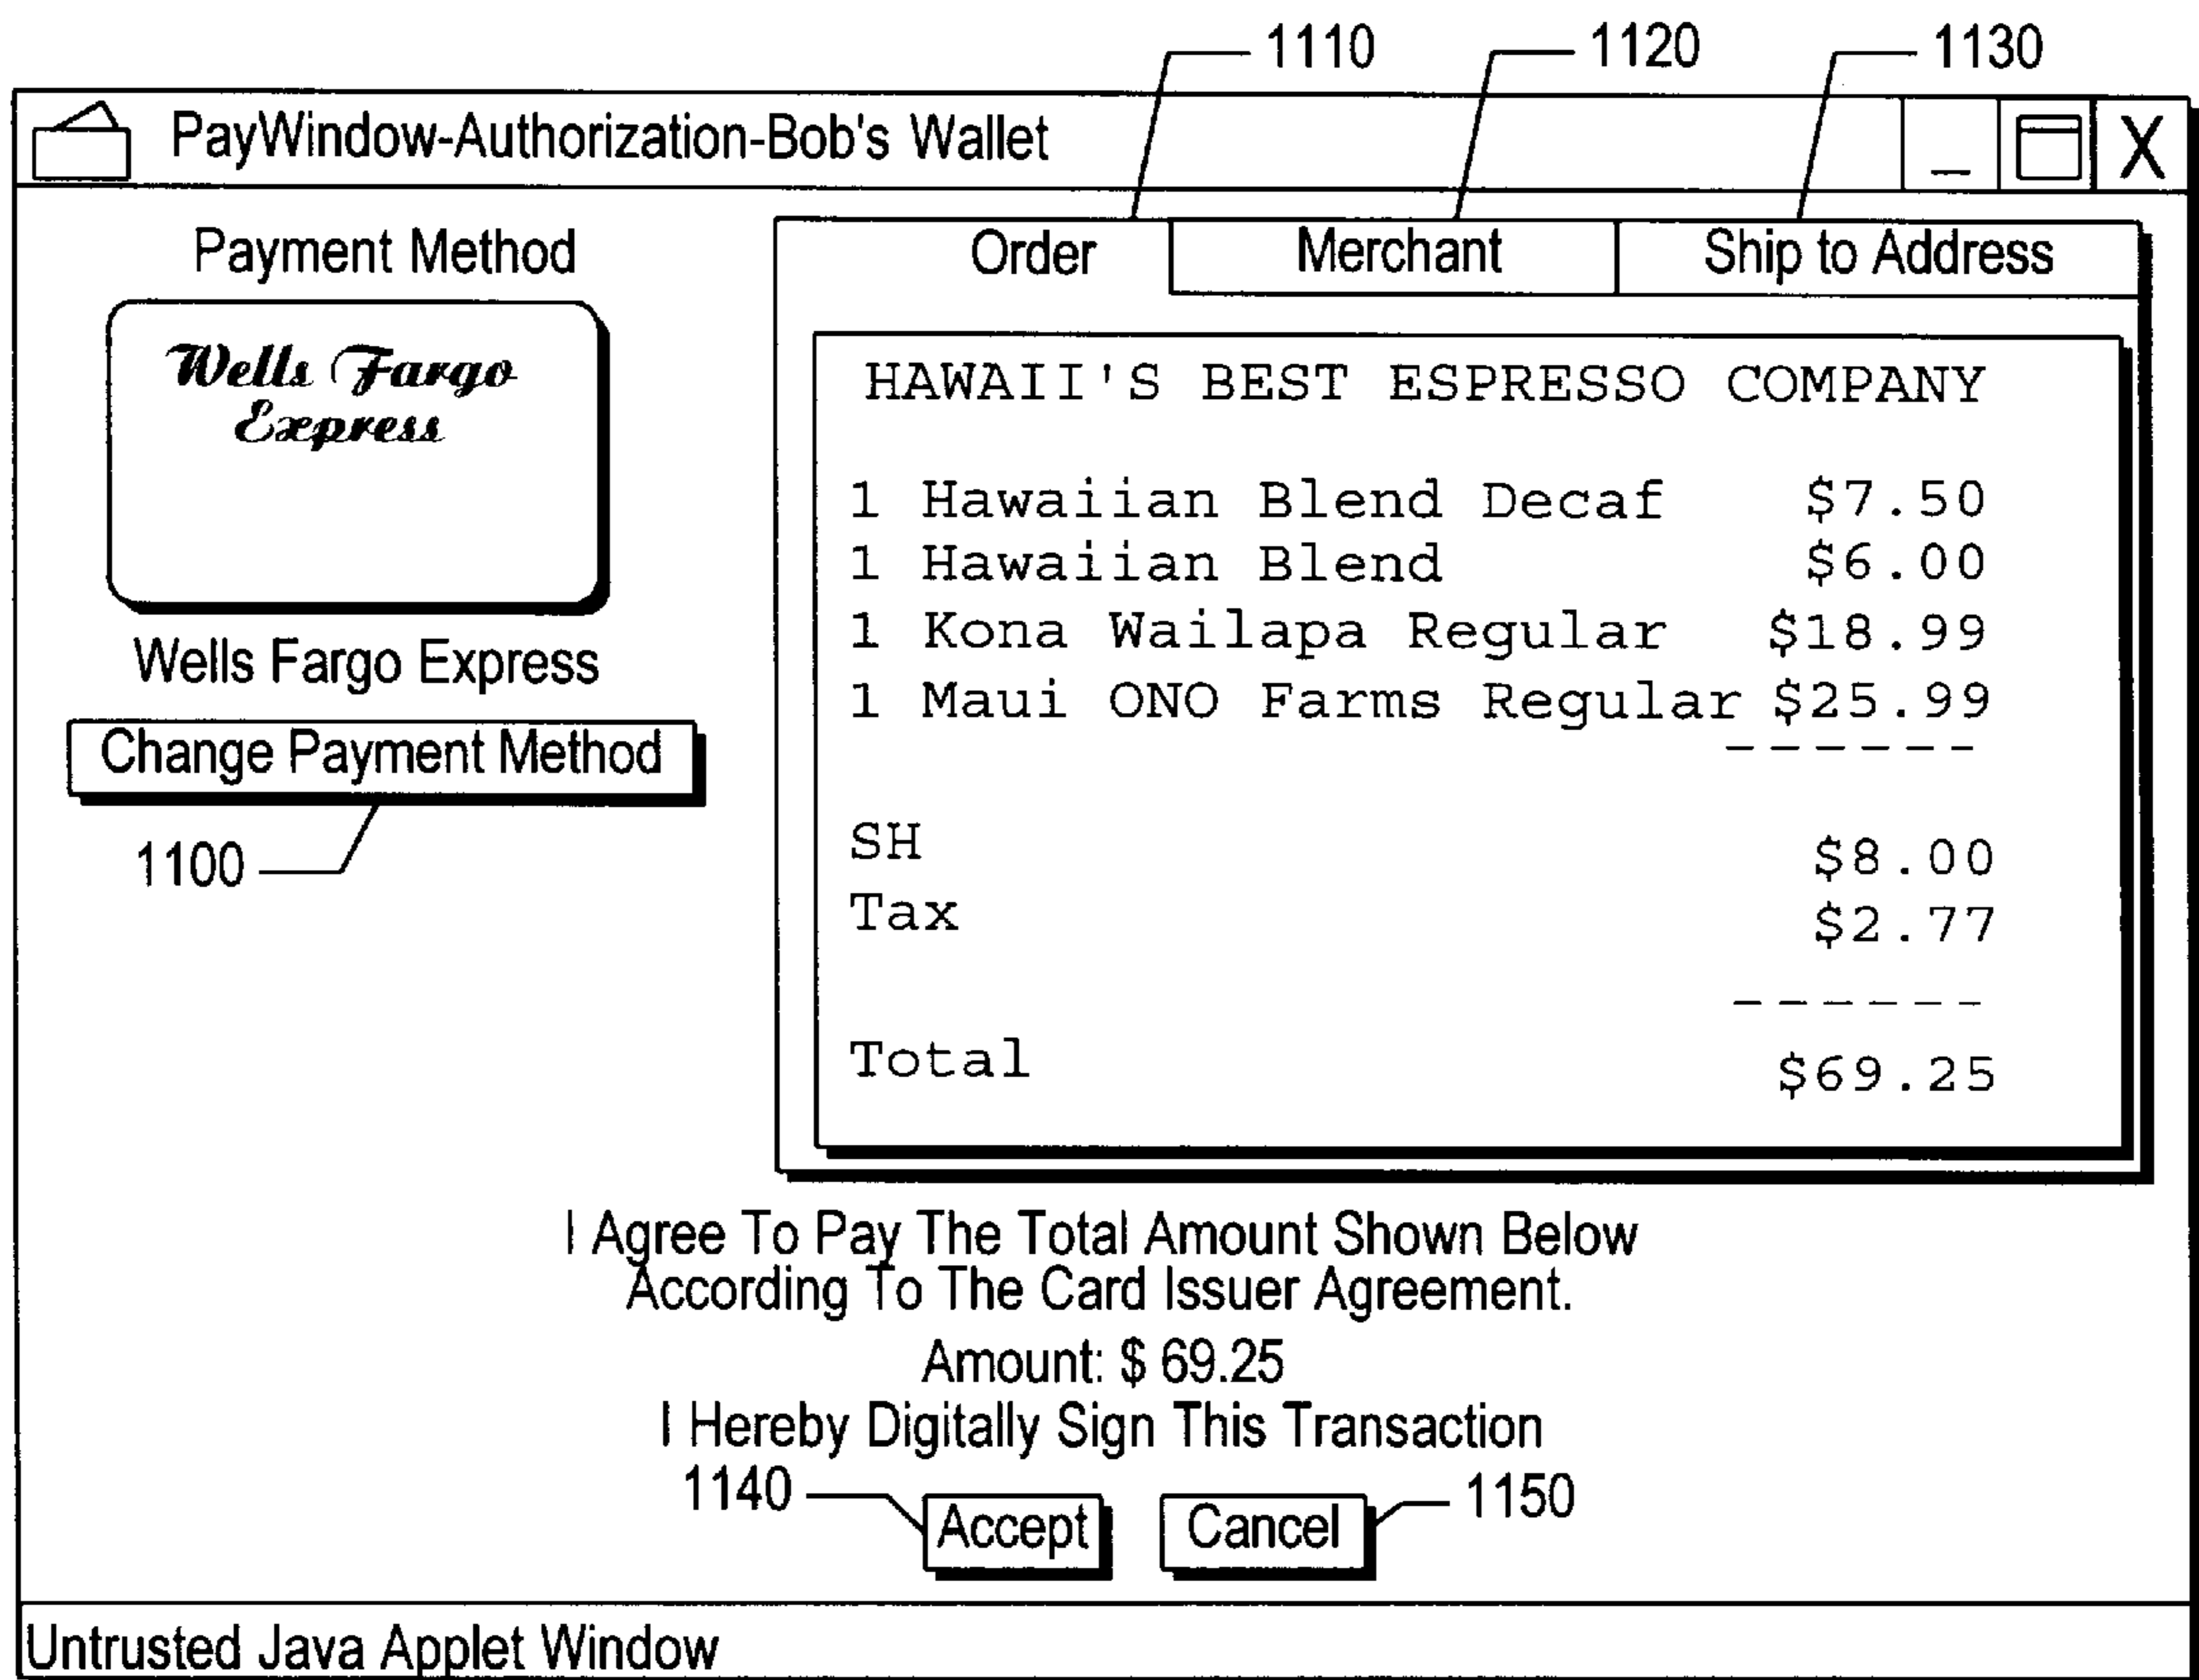 1110
1120
1130
PayWindow-Authorization-Bob's Wallet
_
X
Payment Method
Wells Fargo
Express
Wells Fargo Express
Change Payment Method
1100
Order
Merchant
Ship to Address
HAWAII'S BEST ESPRESSO COMPANY
1 Hawaiian Blend Decaf $7.50
1 Hawaiian Blend $6.00
1 Kona Wailapa Regular $18.99
1 Maui ONO Farms Regular $25.99
------
SH $8.00
Tax $2.77
------
Total $69.25
I Agree To Pay The Total Amount Shown Below
According To The Card Issuer Agreement.
Amount: $ 69.25
I Hereby Digitally Sign This Transaction
1140
Accept
Cancel
1150
Untrusted Java Applet Window